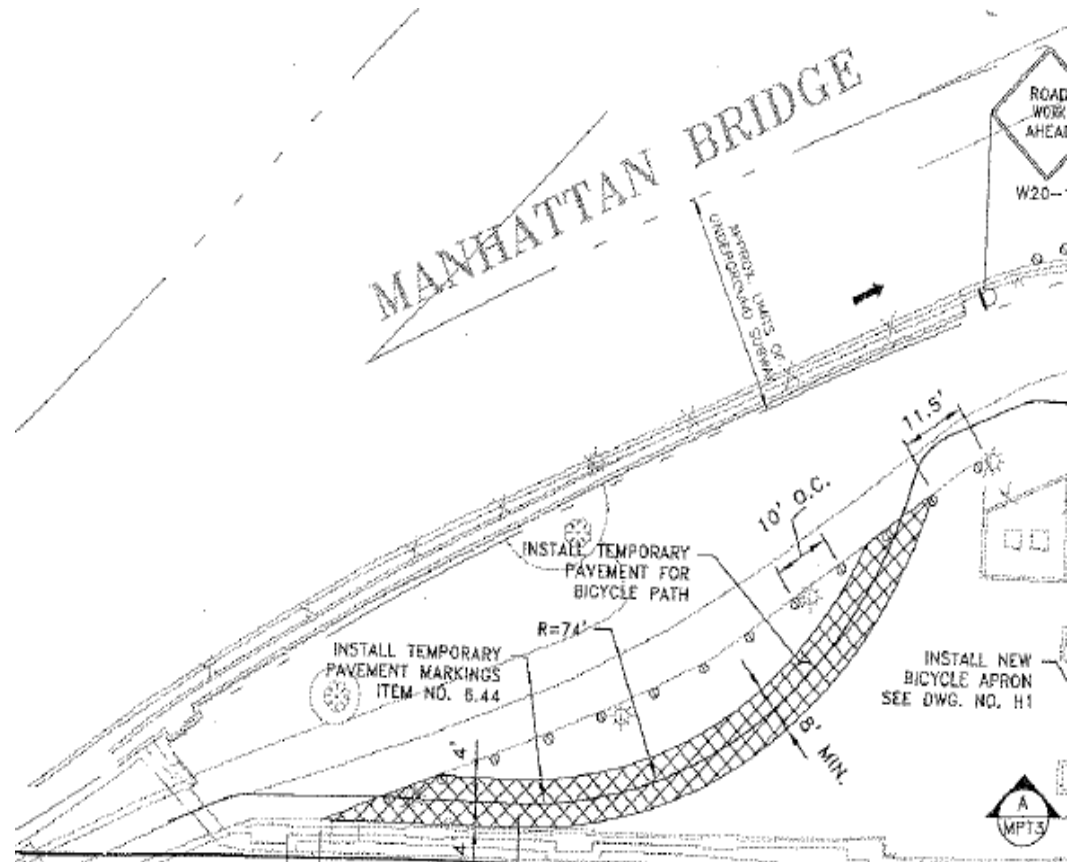 MANHATTAN BRIDGE
ROAD
WORK
AHEAD
W20-1
APPROX. LIMITS OF
UNDERGROUND SUBWAY
11.5'
10' O.C.
INSTALL TEMPORARY
PAVEMENT FOR
BICYCLE PATH
R=74'
INSTALL TEMPORARY
PAVEMENT MARKINGS
ITEM NO. 6.44
INSTALL NEW
BICYCLE APRON
SEE DWG. NO. H1
8' MIN.
4'
4'
A
MPT3